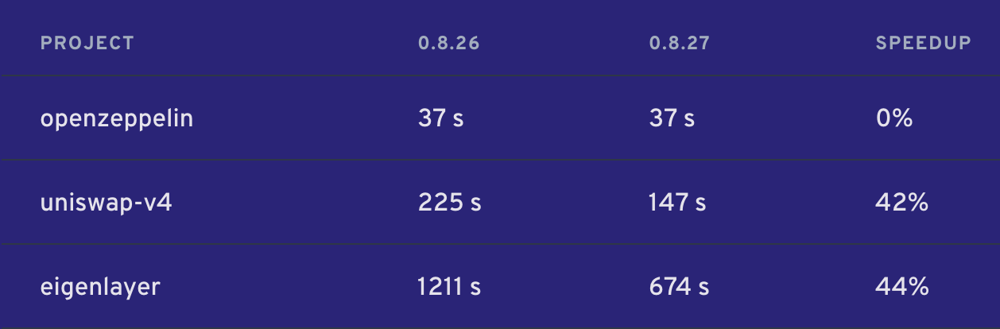 PROJECT 0.8.26 0.8.27 SPEEDUP
openzeppelin 37 s 37 s 0%
uniswap-v4 225 s 147 s 42%
eigenlayer 1211 s 674 s 44%